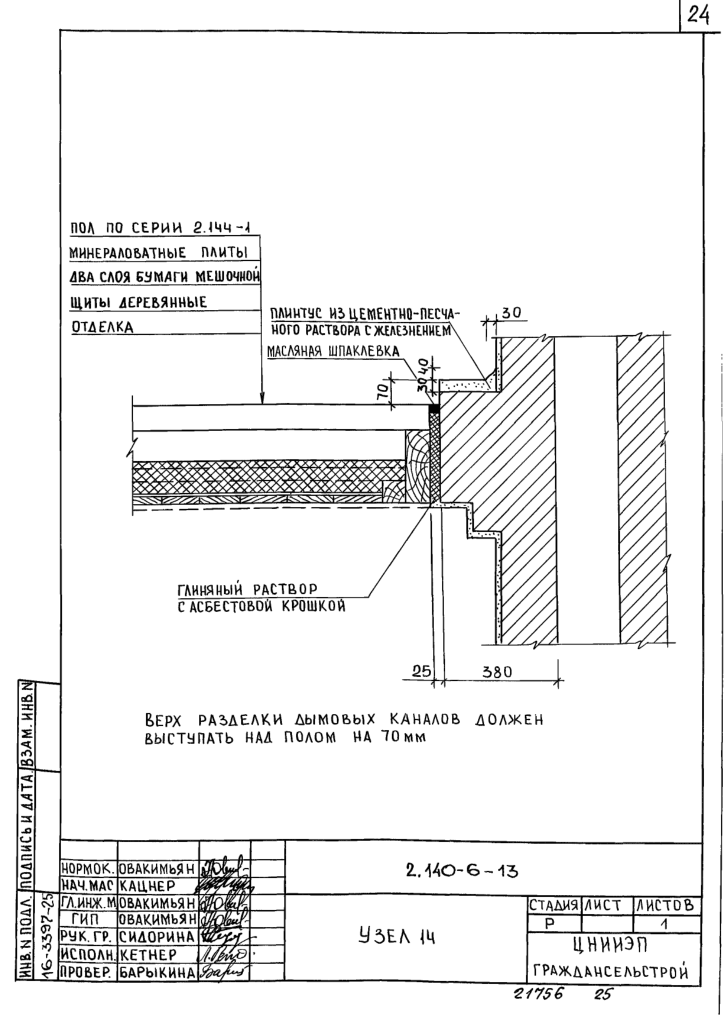 24
ПОЛ ПО СЕРИИ 2.144-1
МИНЕРАЛОВАТНЫЕ ПЛИТЫ
ДВА СЛОЯ БУМАГИ МЕШОЧНОЙ
ЩИТЫ ДЕРЕВЯННЫЕ
ОТДЕЛКА
ПЛИНТУС ИЗ ЦЕМЕНТНО-ПЕСЧА-
НОГО РАСТВОРА С ЖЕЛЕЗНЕНИЕМ
МАСЛЯНАЯ ШПАКЛЕВКА
30
70
30 40
ГЛИНЯНЫЙ РАСТВОР
С АСБЕСТОВОЙ КРОШКОЙ
25 380
ВЕРХ РАЗДЕЛКИ ДЫМОВЫХ КАНАЛОВ ДОЛЖЕН
ВЫСТУПАТЬ НАД ПОЛОМ НА 70 мм
ИНВ.N ПОДЛ. ПОДПИСЬ И ДАТА ВЗАМ. ИНВ.N
16-3397-25
НОРМОК. ОВАКИМЬЯН
НАЧ.МАС КАЦНЕР
ГЛ.ИНЖ.М ОВАКИМЬЯН
ГИП ОВАКИМЬЯН
РУК. ГР. СИДОРИНА
ИСПОЛН. КЕТНЕР
ПРОВЕР. БАРЫКИНА
2.140-6-13
УЗЕЛ 14
СТАДИЯ ЛИСТ ЛИСТОВ
Р 1
ЦНИИЭП
ГРАЖДАНСЕЛЬСТРОЙ
21756 25